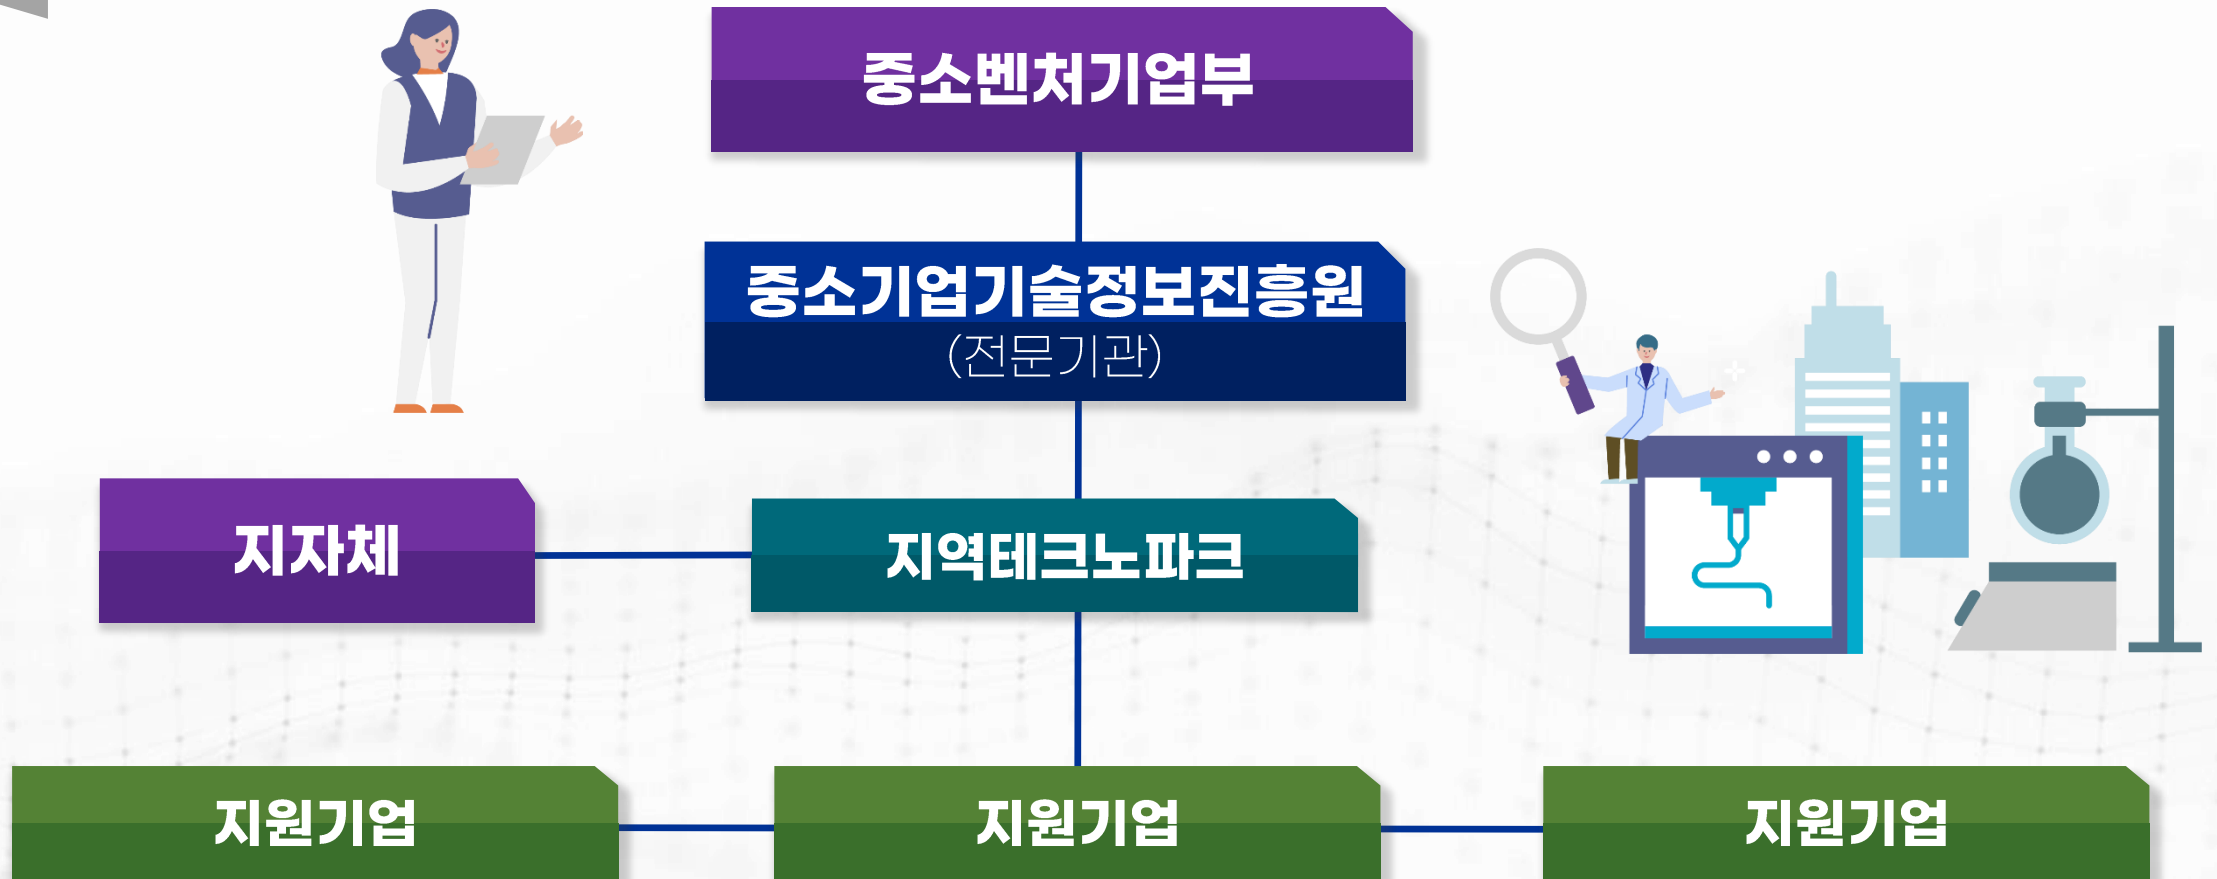 중소벤처기업부
중소기업기술정보진흥원
(전문기관)
지자체
지역테크노파크
지원기업
지원기업
지원기업